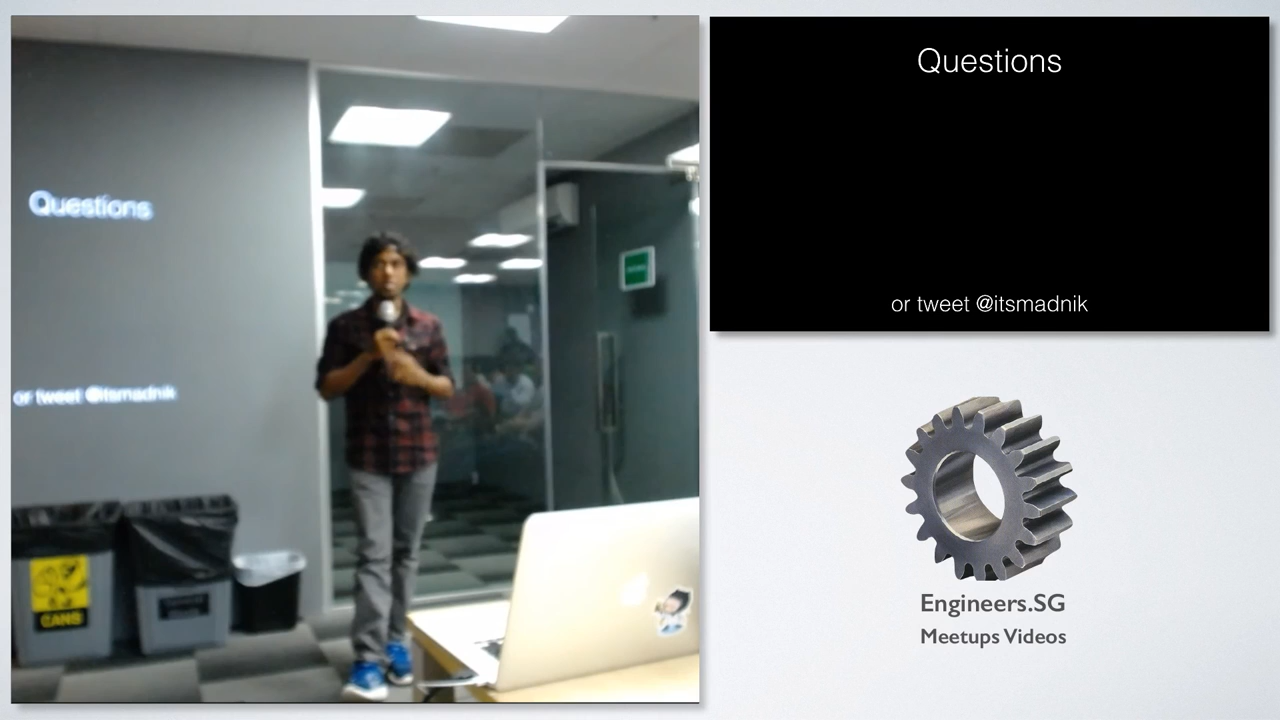 Questions
or tweet @itsmadnik
CANS
Questions
or tweet @itsmadnik
Engineers.SG
Meetups Videos